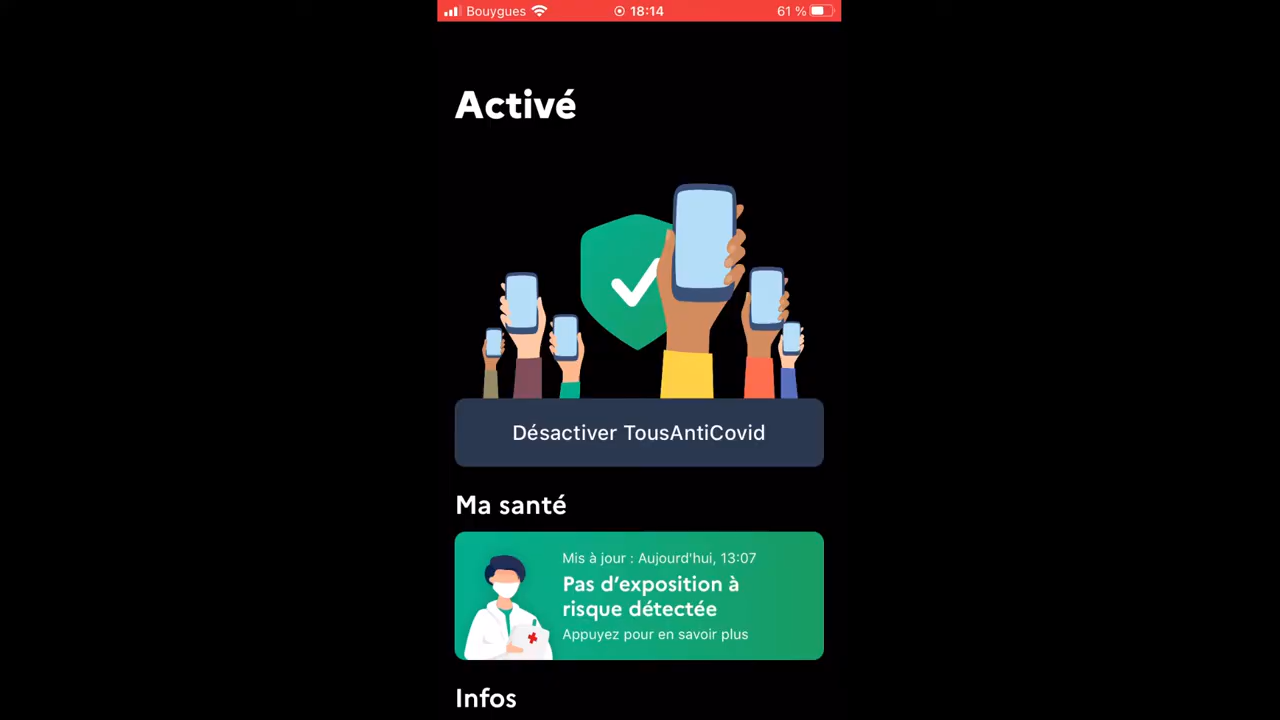 Bouygues 18:14 61 %
Activé
Désactiver TousAntiCovid
Ma santé
Mis à jour : Aujourd'hui, 13:07
Pas d’exposition à
risque détectée
Appuyez pour en savoir plus
Infos